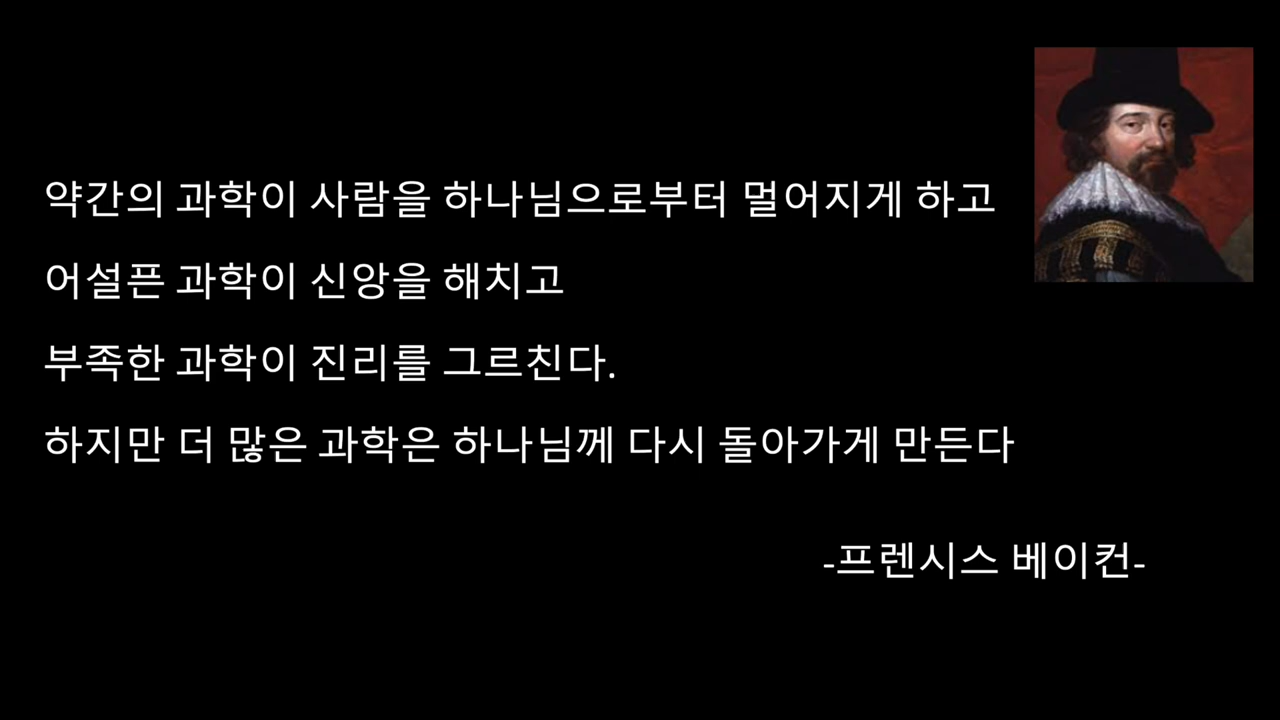 약간의 과학이 사람을 하나님으로부터 멀어지게 하고
어설픈 과학이 신앙을 해치고
부족한 과학이 진리를 그르친다.
하지만 더 많은 과학은 하나님께 다시 돌아가게 만든다
-프렌시스 베이컨-